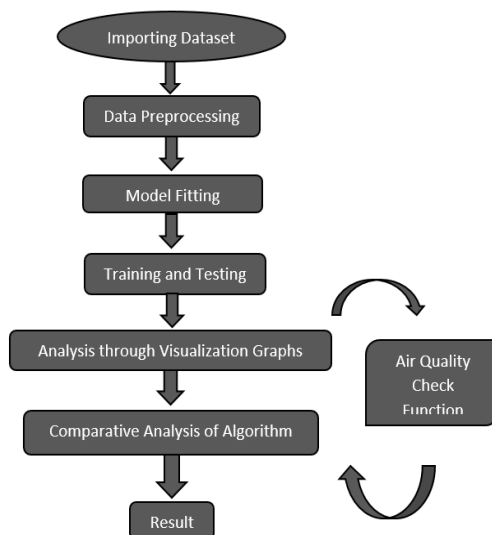 Importing Dataset
Data Preprocessing
Model Fitting
Training and Testing
Analysis through Visualization Graphs
Air Quality
Check
Function
Comparative Analysis of Algorithm
Result